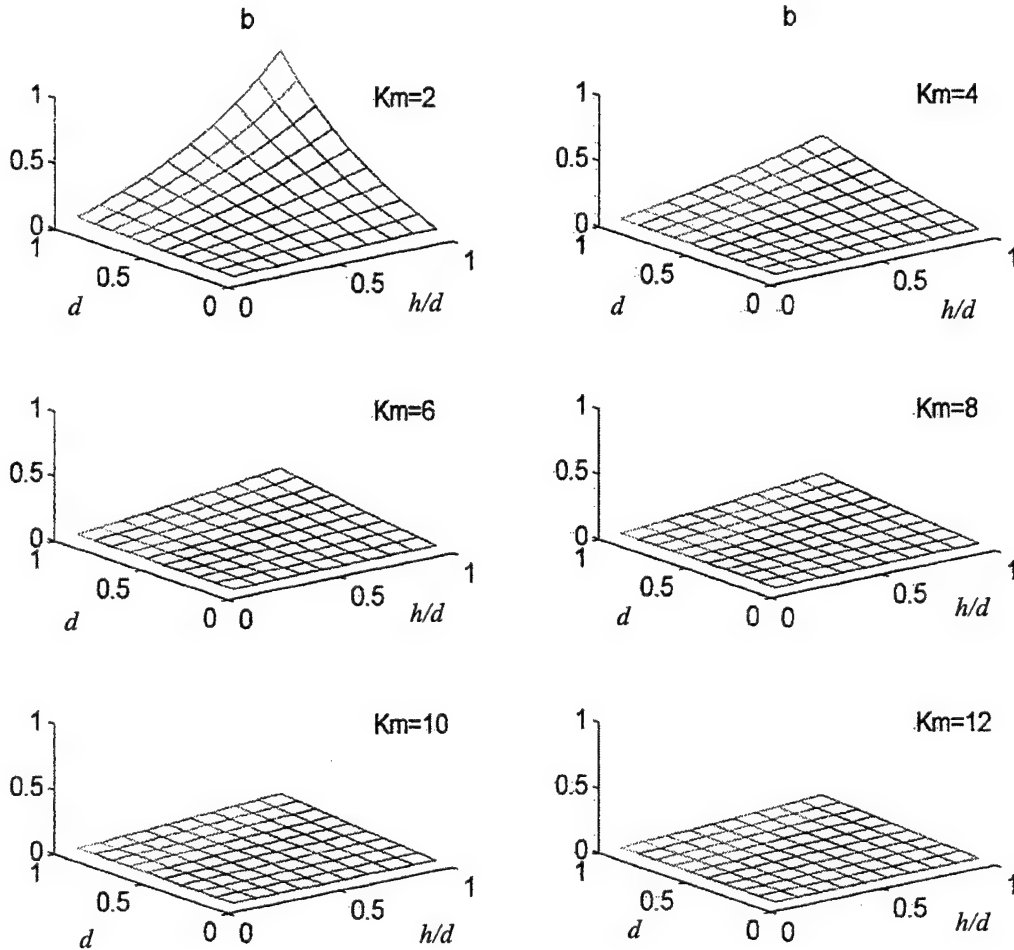 b b
1 Km=2 1 Km=4
0.5 0.5
0 0
1 1 1 1
0.5 0.5 0.5 0.5
d 0 0 h/d d 0 0 h/d
1 Km=6 1 Km=8
0.5 0.5
0 0
1 1 1 1
0.5 0.5 0.5 0.5
d 0 0 h/d d 0 0 h/d
1 Km=10 1 Km=12
0.5 0.5
0 0
1 1 1 1
0.5 0.5 0.5 0.5
d 0 0 h/d d 0 0 h/d